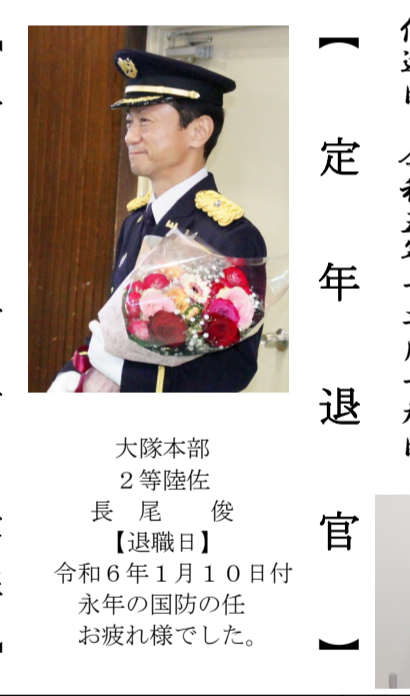 【定年退官】
大隊本部
２等陸佐
長　尾　　俊
【退職日】
令和６年１月１０日付
永年の国防の任
お疲れ様でした。